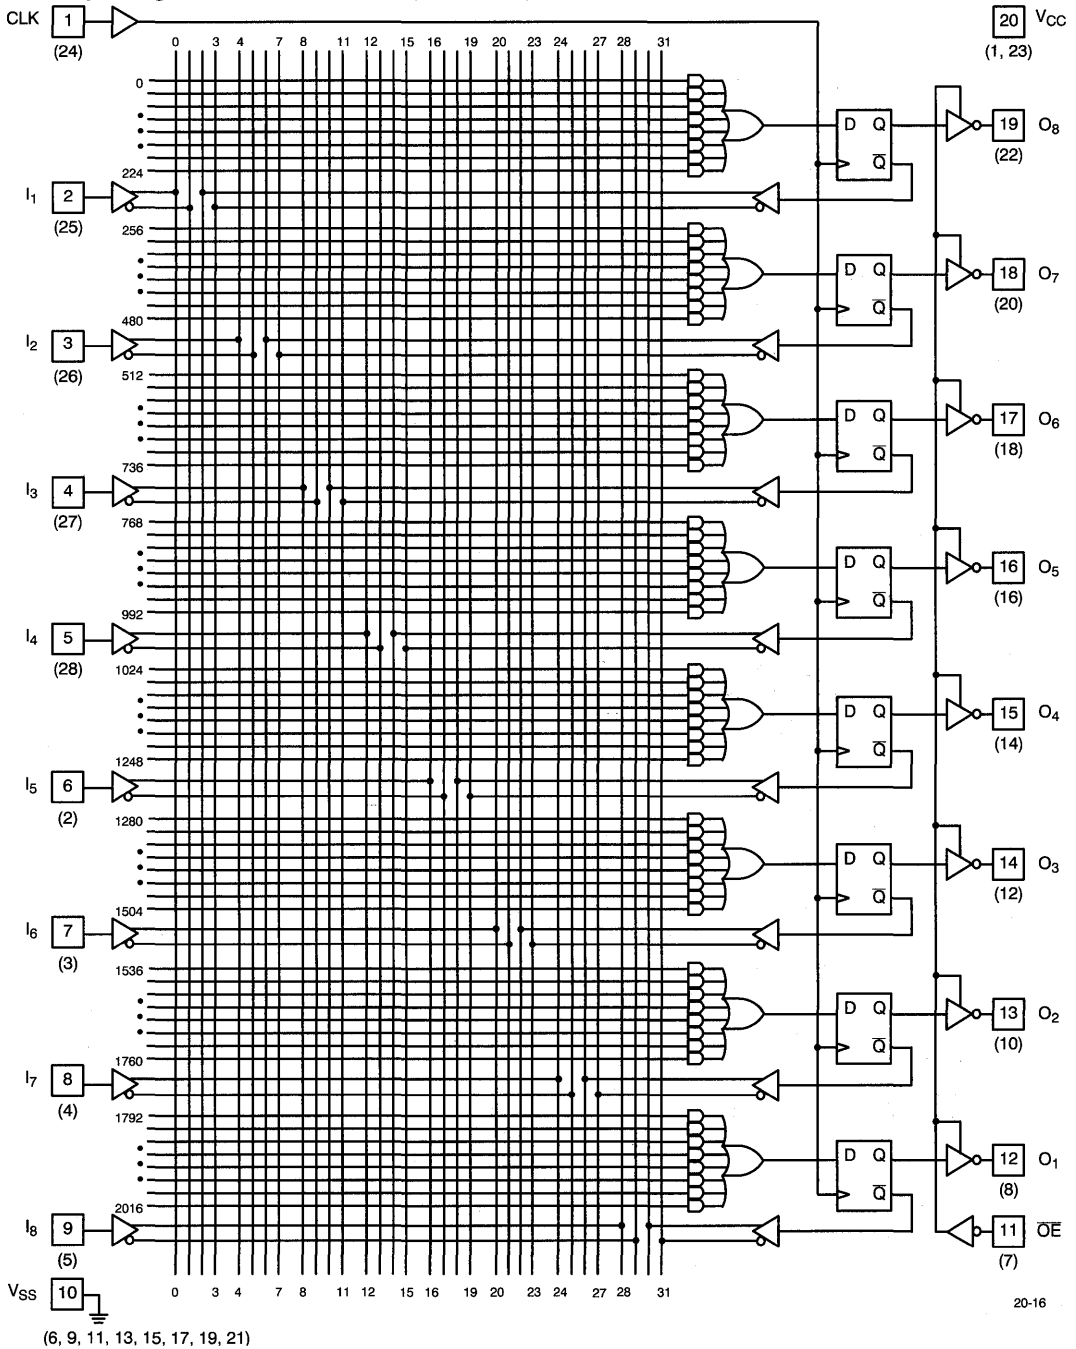 CLK 1 20 V_CC
(24) (1, 23)
0 3 4 7 8 11 12 15 16 19 20 23 24 27 28 31
0
D Q 19 O8
Q̅ (22)
224
I1 2
(25)
256
D Q 18 O7
Q̅ (20)
480
I2 3
(26)
512
D Q 17 O6
Q̅ (18)
736
I3 4
(27)
768
D Q 16 O5
Q̅ (16)
992
I4 5
(28)
1024
D Q 15 O4
Q̅ (14)
1248
I5 6
(2)
1280
D Q 14 O3
Q̅ (12)
1504
I6 7
(3)
1536
D Q 13 O2
Q̅ (10)
1760
I7 8
(4)
1792
D Q 12 O1
Q̅ (8)
2016
I8 9 11 O̅E̅
(5) (7)
V_SS 10
0 3 4 7 8 11 12 15 16 19 20 23 24 27 28 31
20-16
(6, 9, 11, 13, 15, 17, 19, 21)